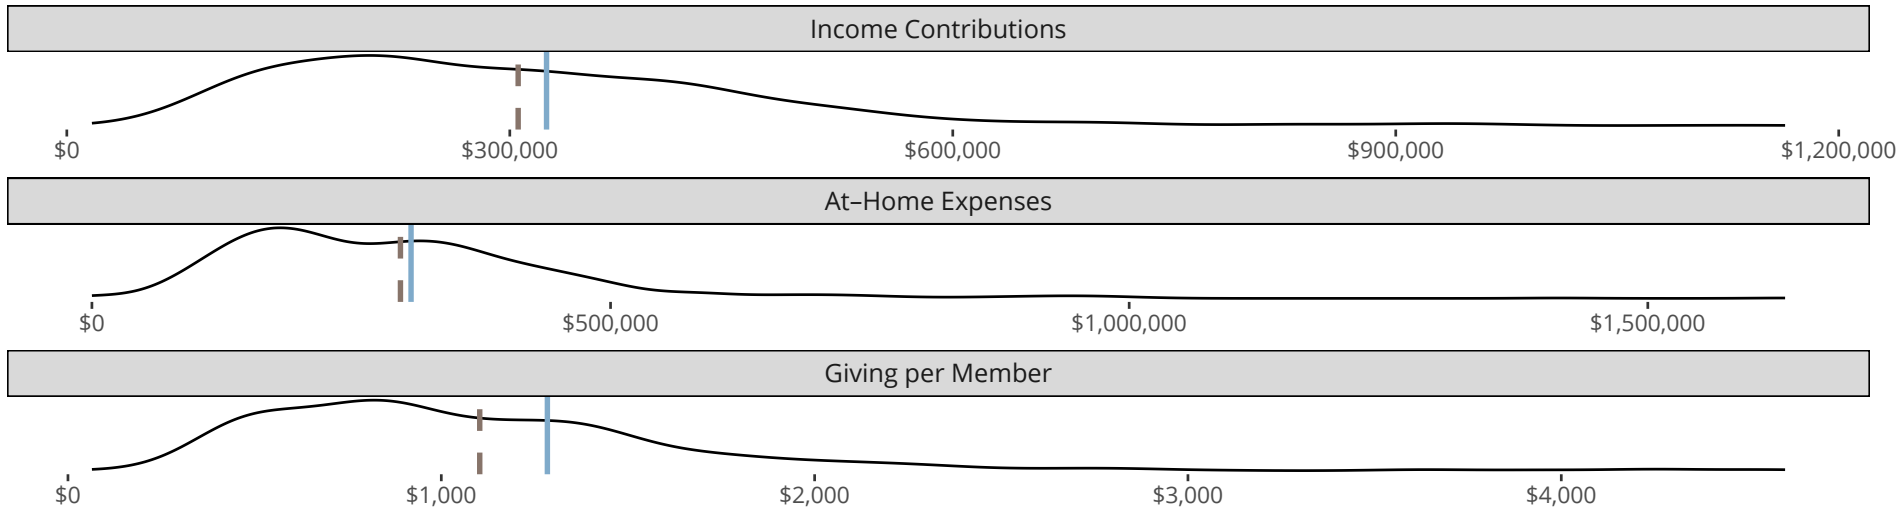 Income Contributions
$0 $300,000 $600,000 $900,000 $1,200,000
At–Home Expenses
$0 $500,000 $1,000,000 $1,500,000
Giving per Member
$0 $1,000 $2,000 $3,000 $4,000